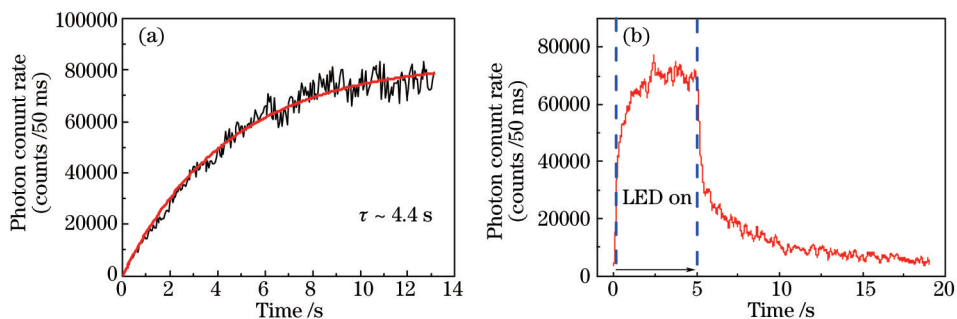 (a)
Photon conunt rate
(counts /50 ms)
100000
80000
60000
40000
20000
0
τ ~ 4.4 s
0 2 4 6 8 10 12 14
Time /s
(b)
Photon conunt rate
(counts /50 ms)
80000
60000
40000
20000
0
LED on
0 5 10 15 20
Time /s